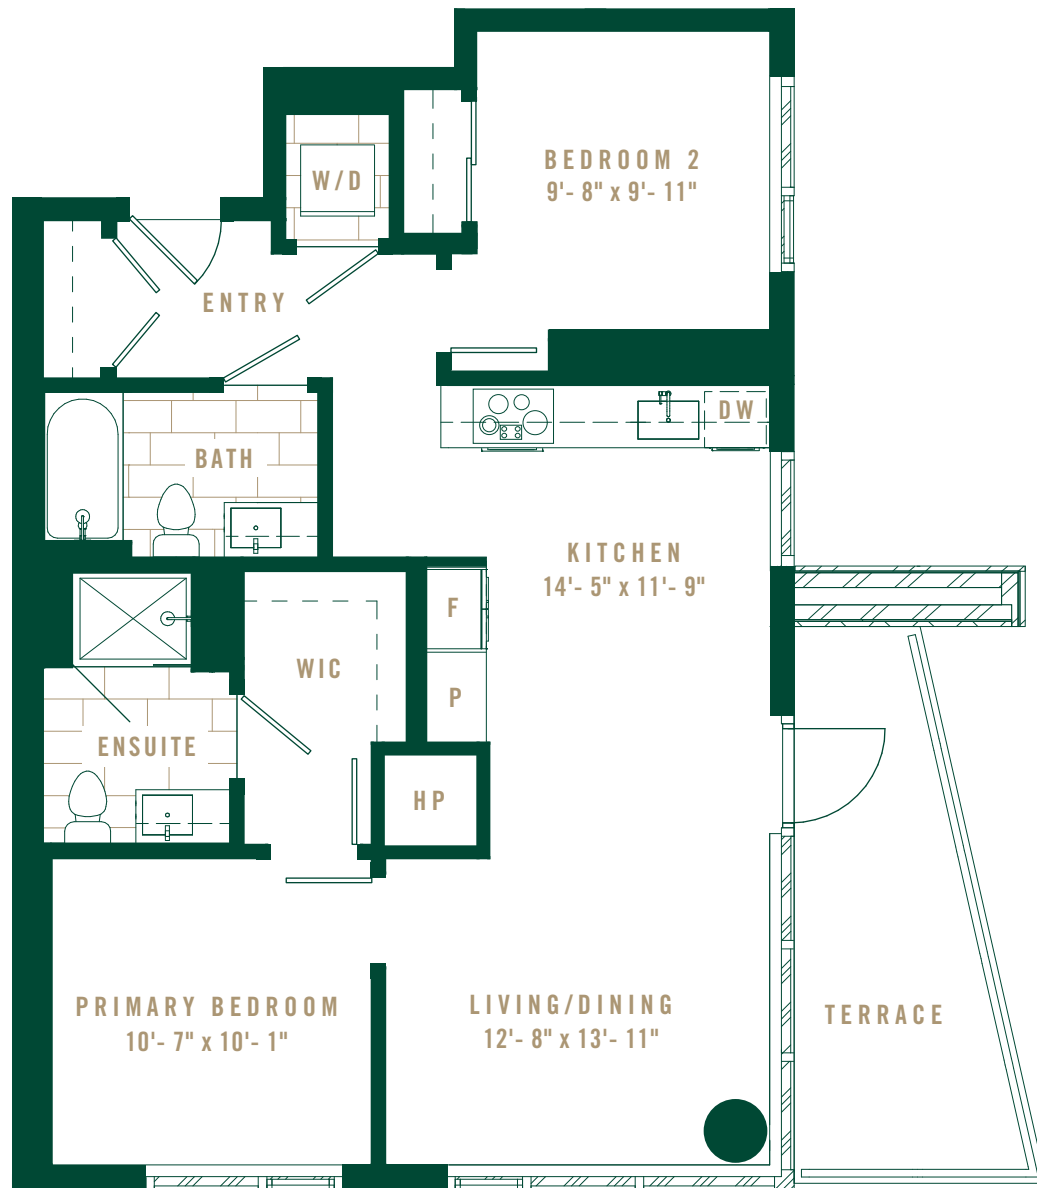 BEDROOM 2
9'- 8" x 9'- 11"
W/D
ENTRY
DW
BATH
KITCHEN
14'- 5" x 11'- 9"
F
WIC
P
ENSUITE
HP
PRIMARY BEDROOM
10'- 7" x 10'- 1"
LIVING/DINING
12'- 8" x 13'- 11"
TERRACE